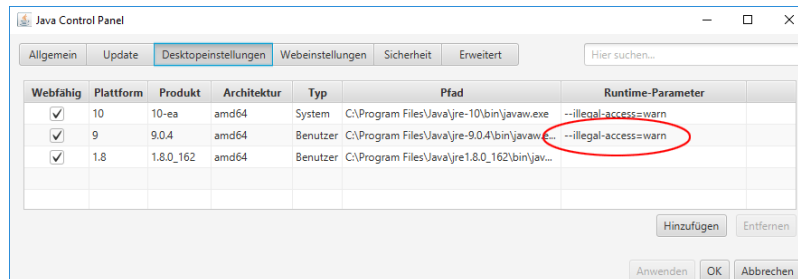 Java Control Panel
Allgemein Update Desktopeinstellungen Webeinstellungen Sicherheit Erweitert Hier suchen...
Webfähig Plattform Produkt Architektur Typ Pfad Runtime-Parameter
10 10-ea amd64 System C:\Program Files\Java\jre-10\bin\javaw.exe --illegal-access=warn
9 9.0.4 amd64 Benutzer C:\Program Files\Java\jre-9.0.4\bin\javaw.e... --illegal-access=warn
1.8 1.8.0_162 amd64 Benutzer C:\Program Files\Java\jre1.8.0_162\bin\jav...
Hinzufügen Entfernen
Anwenden OK Abbrechen